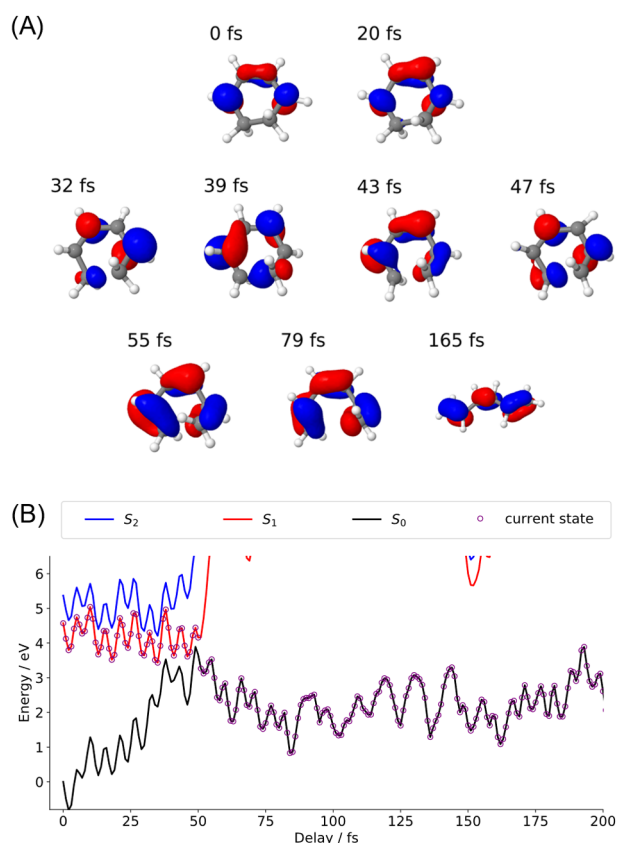 (A)
0 fs 20 fs
32 fs 39 fs 43 fs 47 fs
55 fs 79 fs 165 fs
(B)
S₂ S₁ S₀ current state
6
5
4
3
2
1
0
Energy / eV
0 25 50 75 100 125 150 175 200
Delay / fs